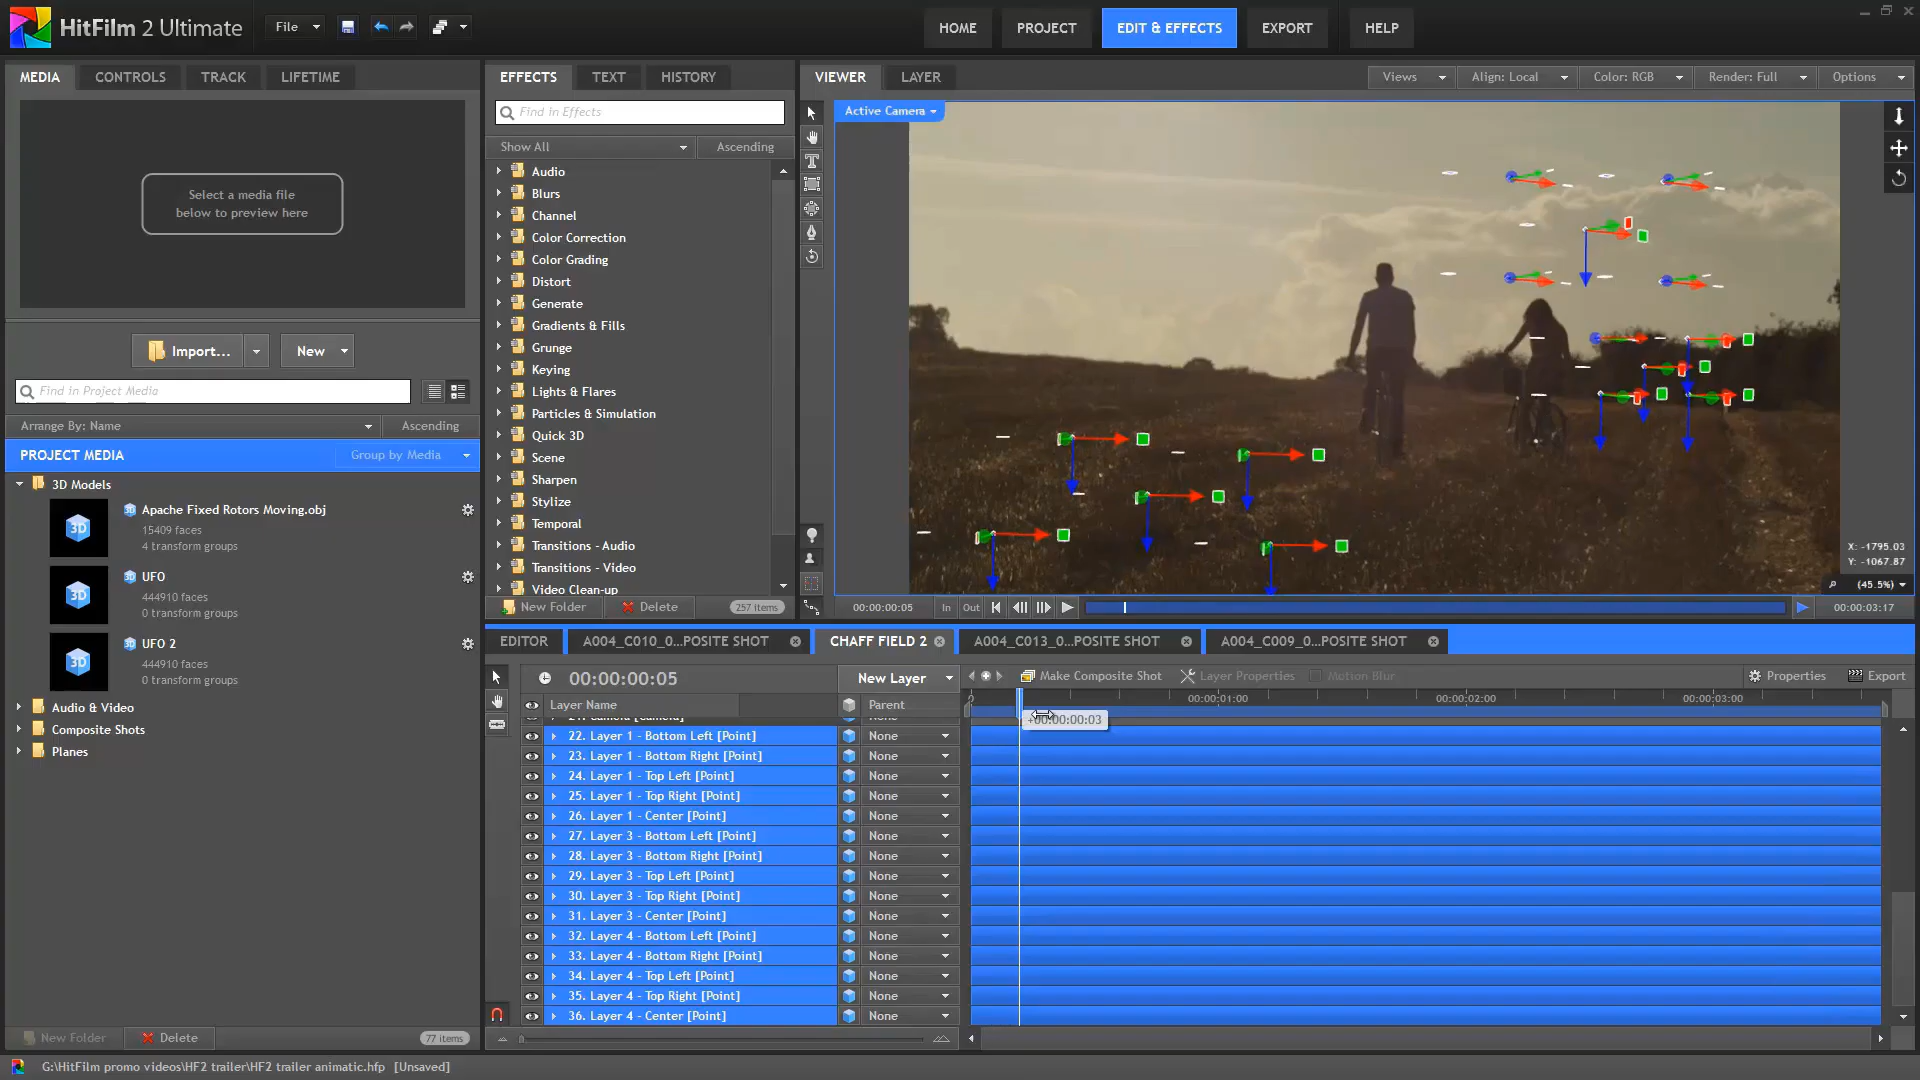 HitFilm 2 Ultimate
File
HOME
PROJECT
EDIT & EFFECTS
EXPORT
HELP
MEDIA
CONTROLS
TRACK
LIFETIME
EFFECTS
TEXT
HISTORY
VIEWER
LAYER
Views
Align: Local
Color: RGB
Render: Full
Options
Select a media file
below to preview here
Import...
New
Find in Project Media
Arrange By: Name
Ascending
PROJECT MEDIA
Group by Media
3D Models
3D
Apache Fixed Rotors Moving.obj
15409 faces
4 transform groups
3D
UFO
444910 faces
0 transform groups
3D
UFO 2
444910 faces
0 transform groups
Audio & Video
Composite Shots
Planes
New Folder
Delete
77 items
Find in Effects
Show All
Ascending
Audio
Blurs
Channel
Color Correction
Color Grading
Distort
Generate
Gradients & Fills
Grunge
Keying
Lights & Flares
Particles & Simulation
Quick 3D
Scene
Sharpen
Stylize
Temporal
Transitions - Audio
Transitions - Video
Video Clean-up
New Folder
Delete
257 items
Active Camera
X: -1795.03
Y: -1067.87
(45.5%)
00:00:00:05
In
Out
00:00:03:17
EDITOR
A004_C010_0...POSITE SHOT
CHAFF FIELD 2
A004_C013_0...POSITE SHOT
A004_C009_0...POSITE SHOT
00:00:00:05
New Layer
Make Composite Shot
Layer Properties
Motion Blur
Properties
Export
Layer Name
Parent
0
00:00:01:00
00:00:02:00
00:00:03:00
+00:00:00:03
22. Layer 1 - Bottom Left [Point] None
23. Layer 1 - Bottom Right [Point] None
24. Layer 1 - Top Left [Point] None
25. Layer 1 - Top Right [Point] None
26. Layer 1 - Center [Point] None
27. Layer 3 - Bottom Left [Point] None
28. Layer 3 - Bottom Right [Point] None
29. Layer 3 - Top Left [Point] None
30. Layer 3 - Top Right [Point] None
31. Layer 3 - Center [Point] None
32. Layer 4 - Bottom Left [Point] None
33. Layer 4 - Bottom Right [Point] None
34. Layer 4 - Top Left [Point] None
35. Layer 4 - Top Right [Point] None
36. Layer 4 - Center [Point] None
G:\HitFilm promo videos\HF2 trailer\HF2 trailer animatic.hfp [Unsaved]